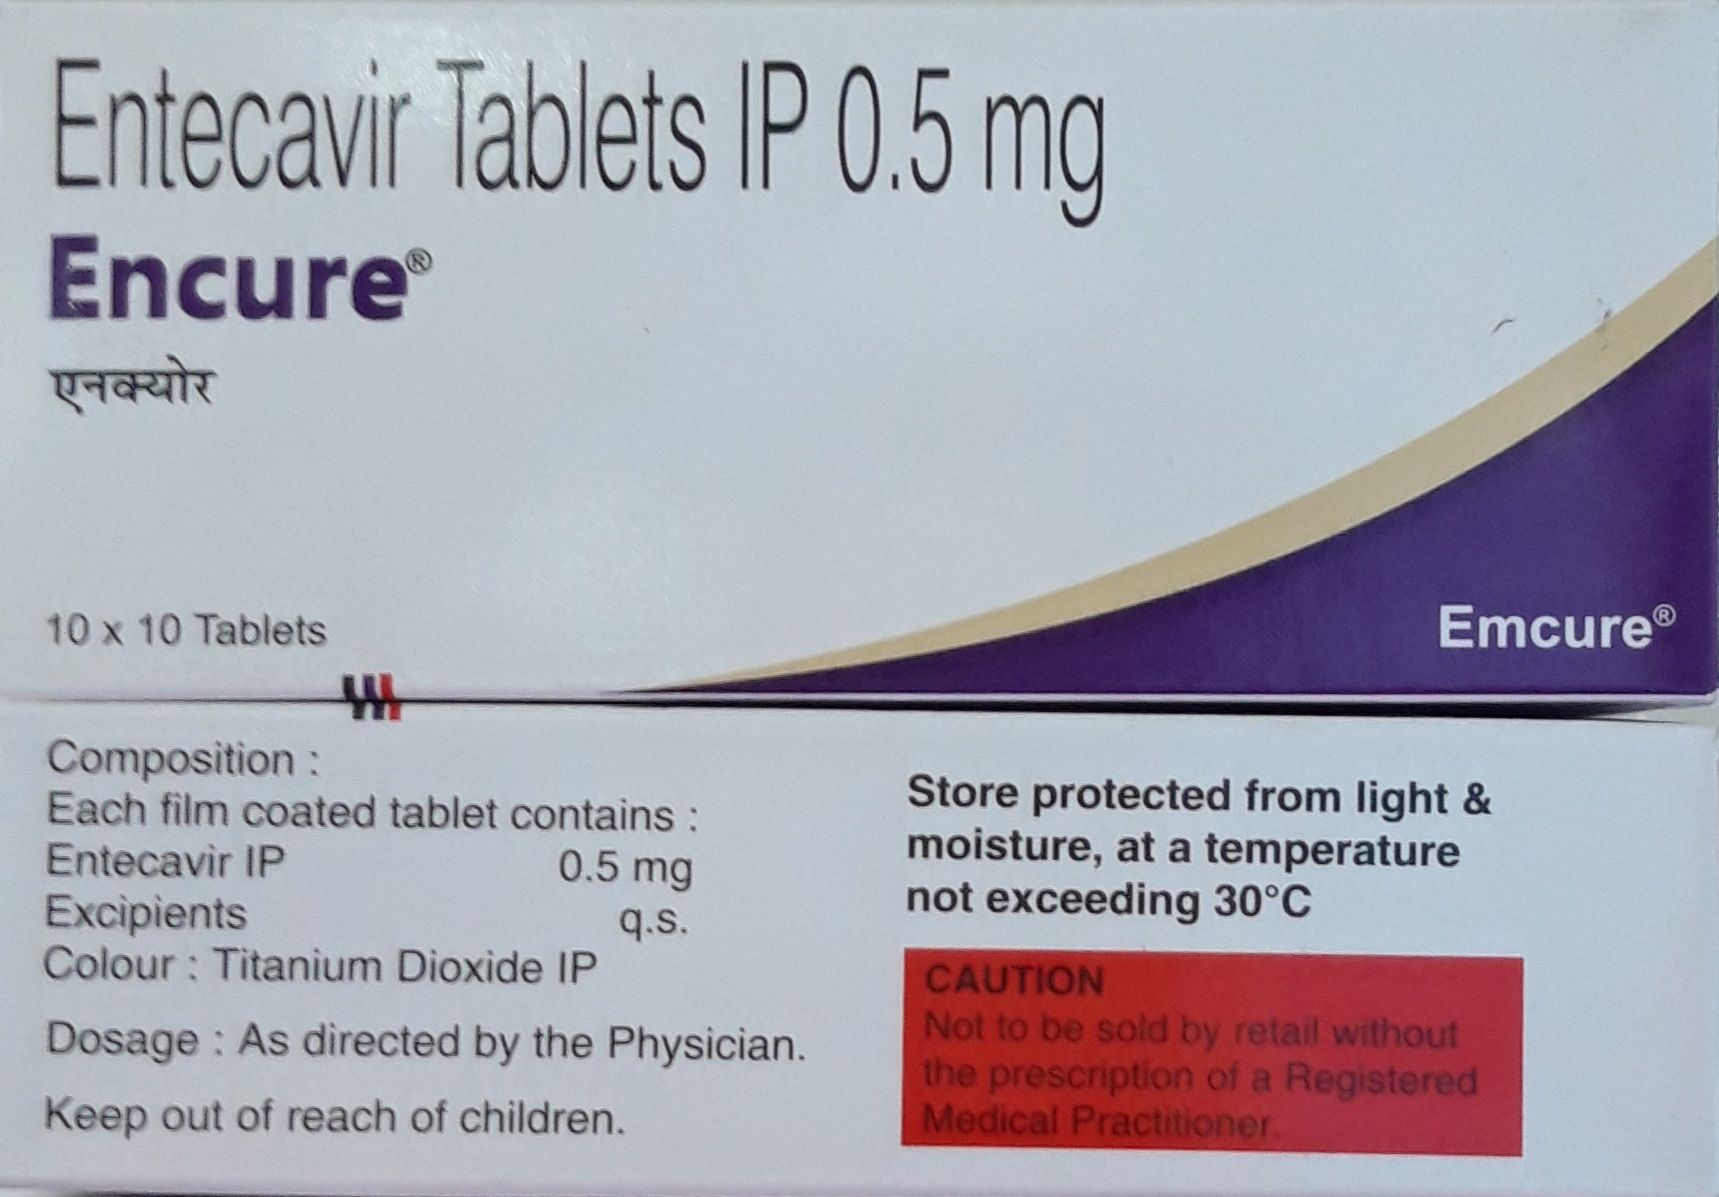 Entecavir Tablets IP 0.5 mg
Encure®
एनक्योर
10 x 10 Tablets
Emcure®
Composition :
Each film coated tablet contains :
Entecavir IP 0.5 mg
Excipients q.s.
Colour : Titanium Dioxide IP
Dosage : As directed by the Physician.
Keep out of reach of children.
Store protected from light &
moisture, at a temperature
not exceeding 30°C
CAUTION
Not to be sold by retail without
the prescription of a Registered
Medical Practitioner.